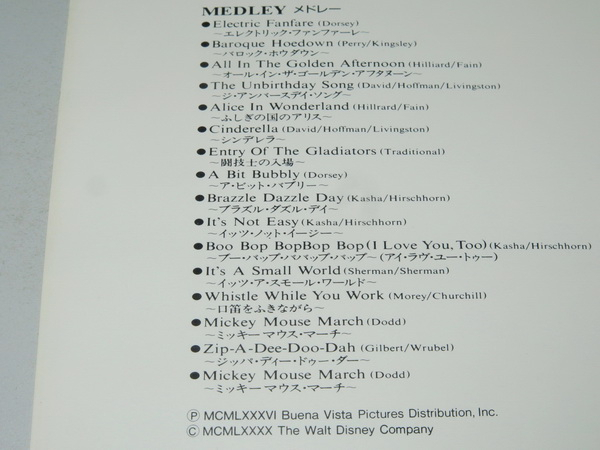 MEDLEY メドレー
●Electric Fanfare (Dorsey)
～エレクトリック・ファンファーレ～
●Baroque Hoedown (Perry/Kingsley)
～バロック・ホウダウン～
●All In The Golden Afternoon (Hilliard/Fain)
～オール・イン・ザ・ゴールデン・アフタヌーン～
●The Unbirthday Song (David/Hoffman/Livingston)
～ジ・アンバースデイ・ソング～
●Alice In Wonderland (Hillrard/Fain)
～ふしぎの国のアリス～
●Cinderella (David/Hoffman/Livingston)
～シンデレラ～
●Entry Of The Gladiators (Traditional)
～闘技士の入場～
●A Bit Bubbly (Dorsey)
～ア・ビット・バブリー～
●Brazzle Dazzle Day (Kasha/Hirschhorn)
～ブラズル・ダズル・デイ～
●It's Not Easy (Kasha/Hirschhorn)
～イッツ・ノット・イージー～
●Boo Bop BopBop Bop (I Love You, Too) (Kasha/Hirschhorn)
～ブー・バップ・バババップ・バップ～(アイ・ラヴ・ユー・トゥー)
●It's A Small World (Sherman/Sherman)
～イッツ・ア・スモール・ワールド～
●Whistle While You Work (Morey/Churchill)
～口笛をふきながら～
●Mickey Mouse March (Dodd)
～ミッキーマウス・マーチ～
●Zip-A-Dee-Doo-Dah (Gilbert/Wrubel)
～ジッパ・ディー・ドゥー・ダー～
●Mickey Mouse March (Dodd)
～ミッキーマウス・マーチ～
Ⓟ MCMLXXXVI Buena Vista Pictures Distribution, Inc.
© MCMLXXXX The Walt Disney Company